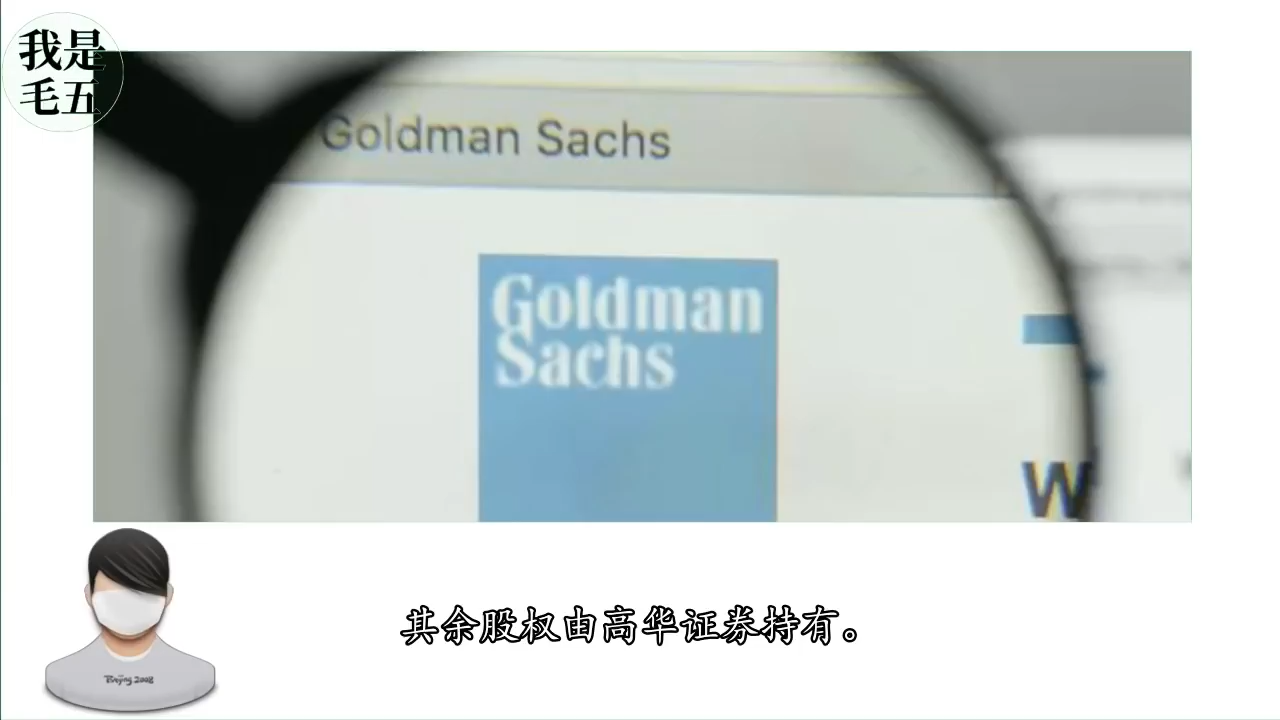 我是
毛五
Goldman Sachs
Goldman
Sachs
W
Beijing 2008
其余股权由高华证券持有。